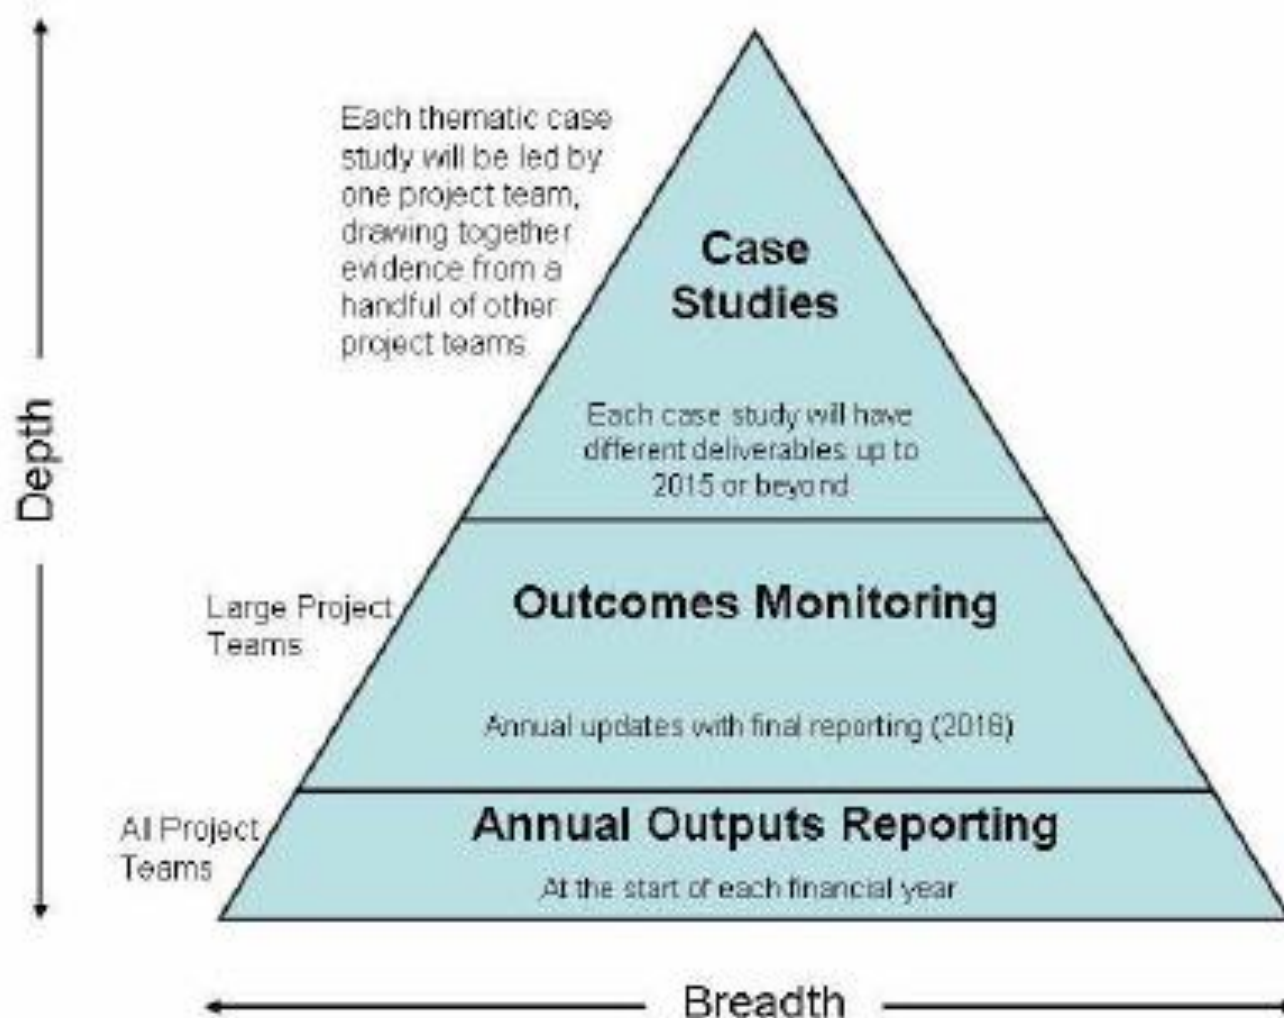 Each thematic case
study will be led by
one project team,
drawing together
evidence from a
handful of other
project teams
Case
Studies
Each case study will have
different deliverables up to
2015 or beyond
Depth
Large Project
Teams
Outcomes Monitoring
Annual updates with final reporting
All Project
Teams
Annual Outputs Reporting
At the start of each financial year
Breadth